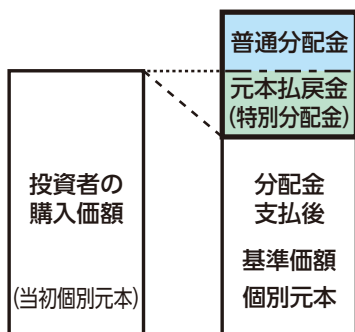 普通分配金
元本払戻金
(特別分配金)
投資者の
購入価額
(当初個別元本)
分配金
支払後
基準価額
個別元本